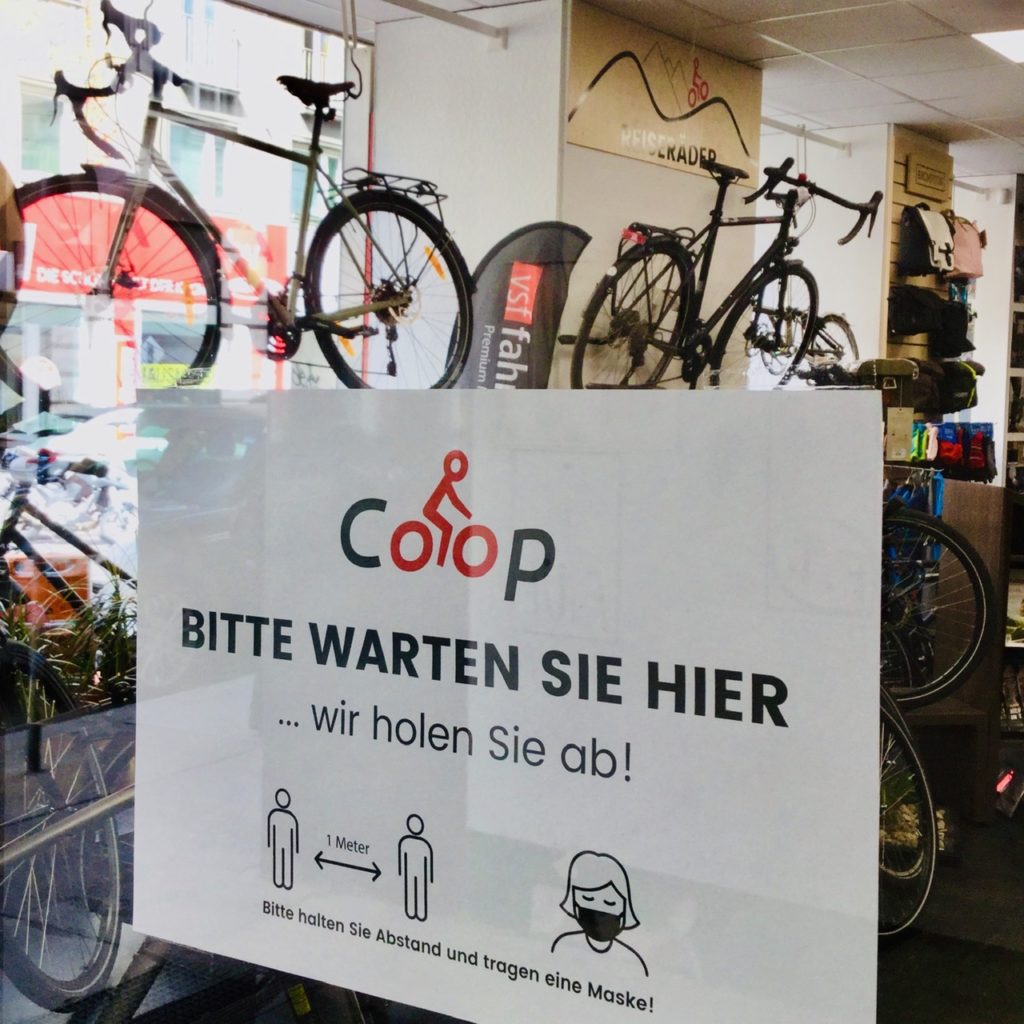 REISERÄDER
vsf fahr
Premium
COOP
BITTE WARTEN SIE HIER
... wir holen Sie ab!
1 Meter
Bitte halten Sie Abstand und tragen eine Maske!